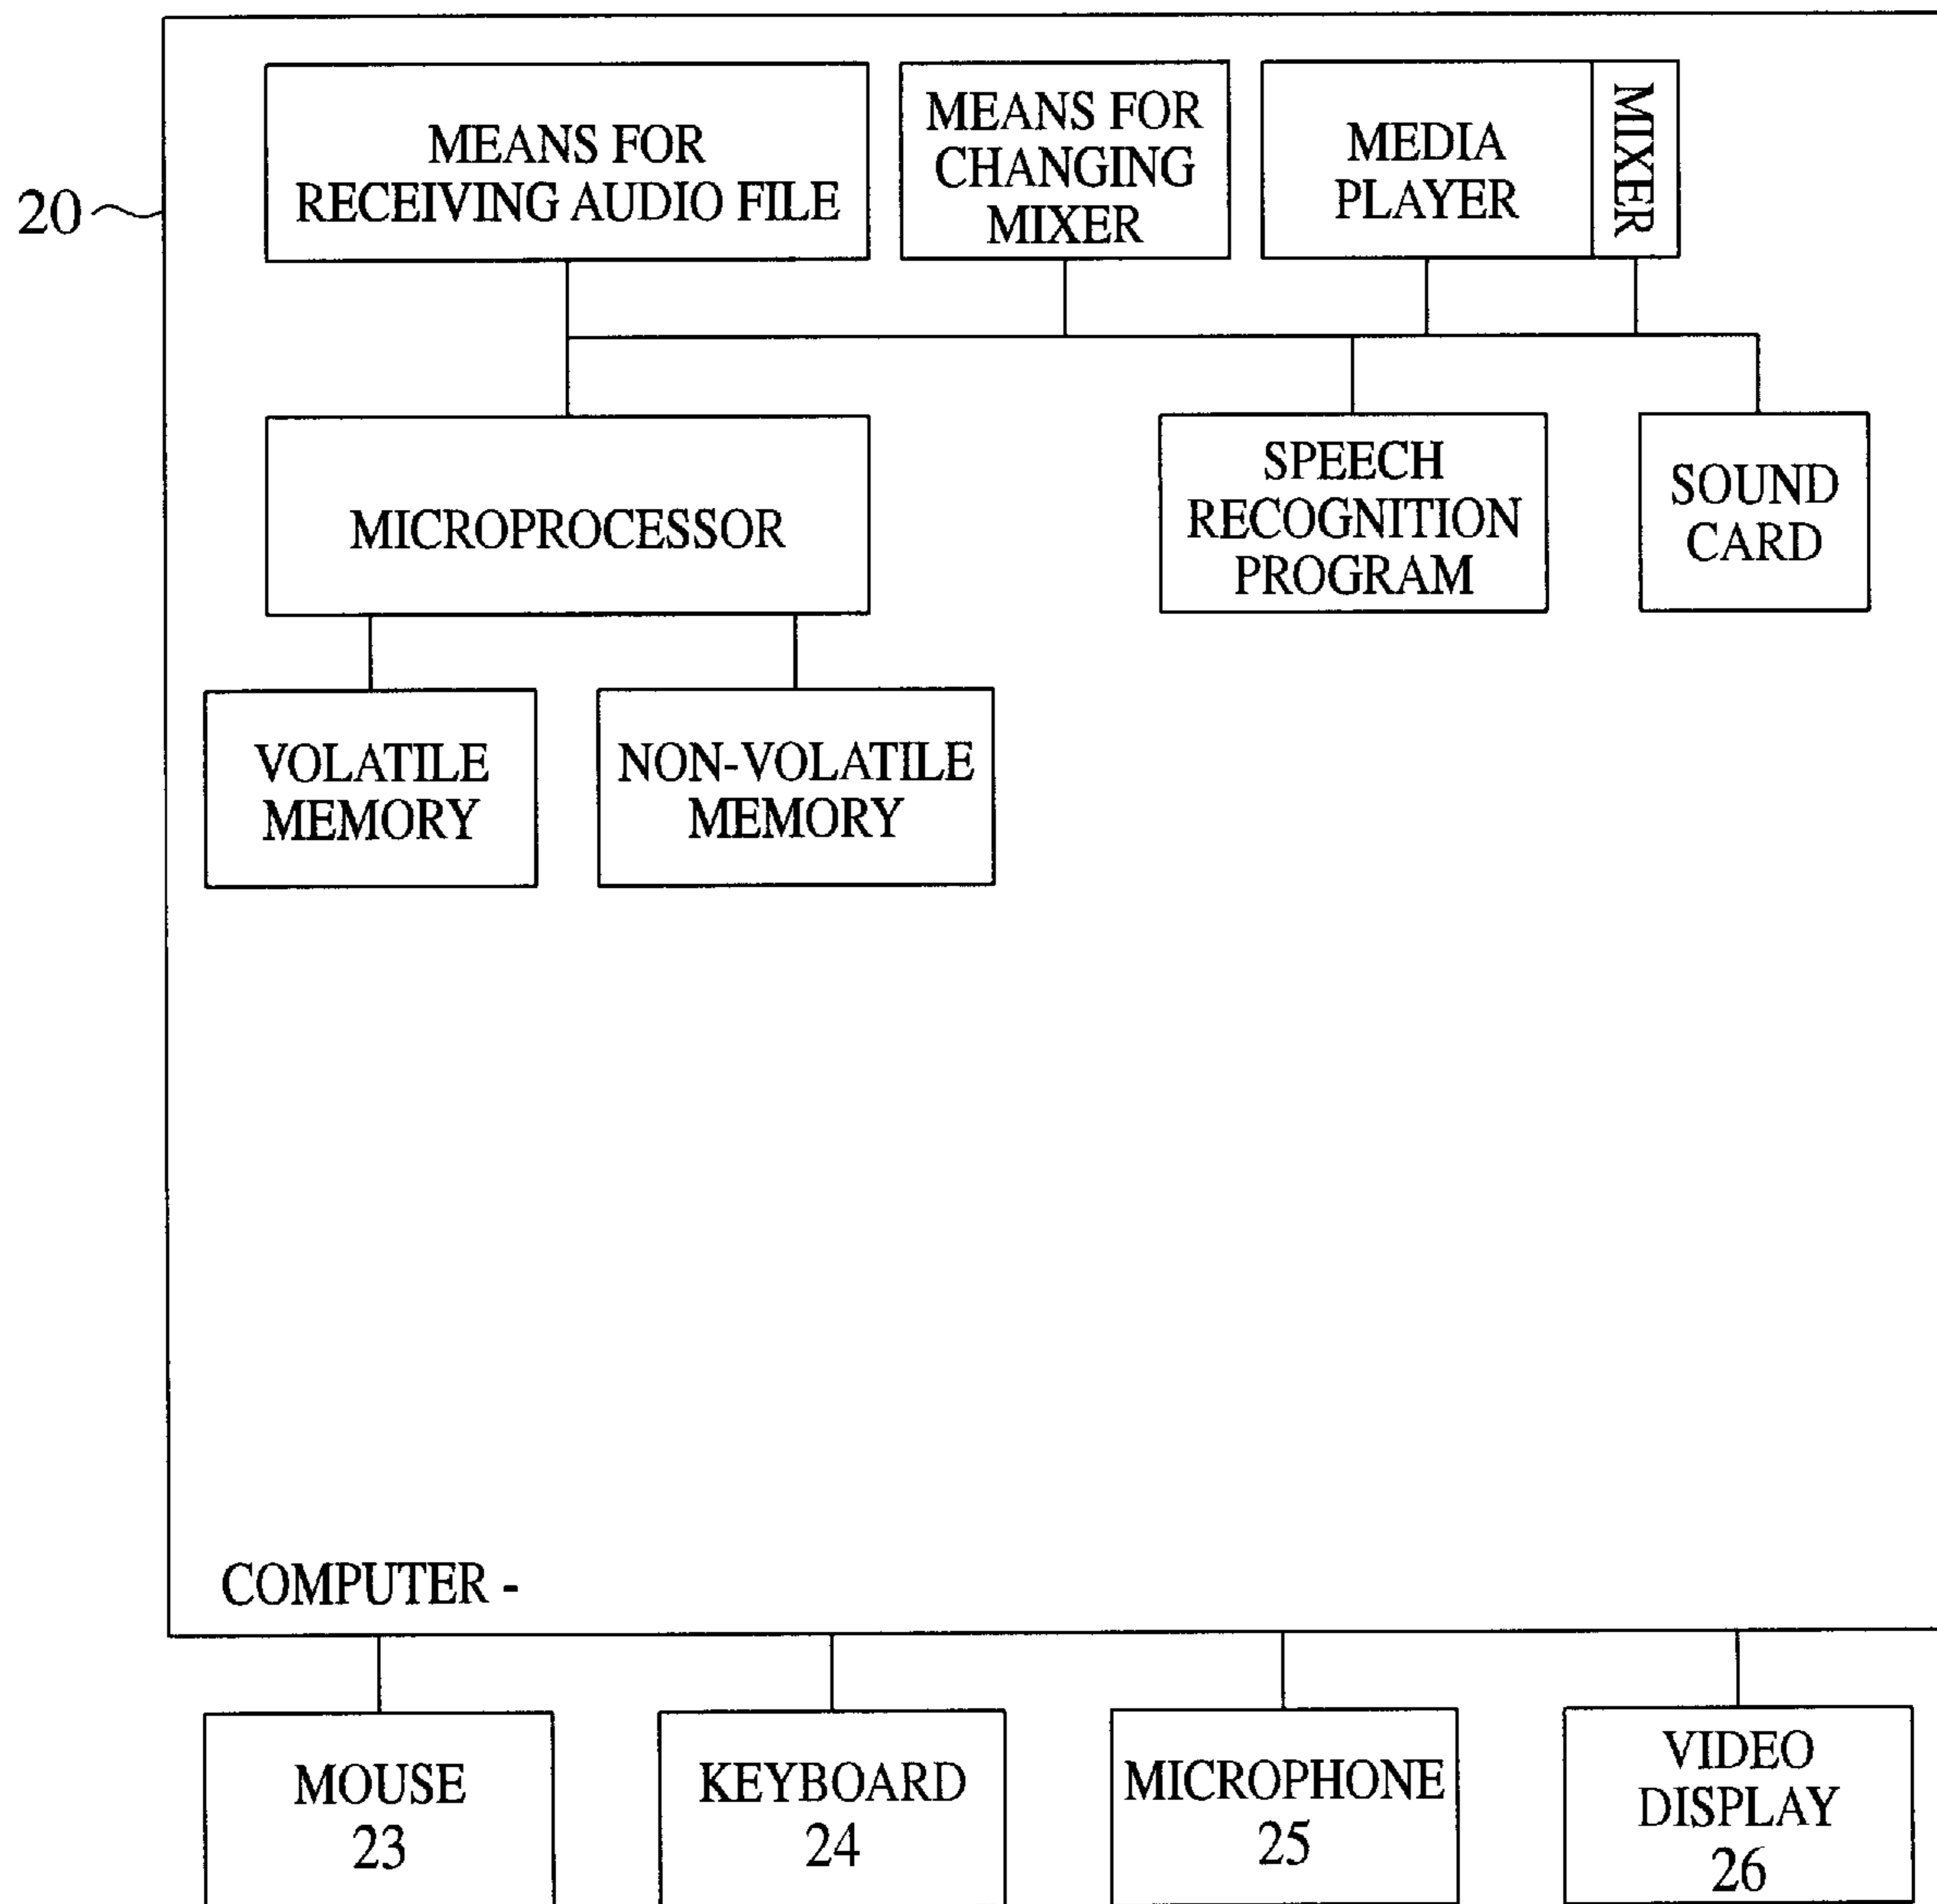 MEANS FOR
RECEIVING AUDIO FILE
MEANS FOR
CHANGING
MIXER
MEDIA
PLAYER
MIXER
20
MICROPROCESSOR
SPEECH
RECOGNITION
PROGRAM
SOUND
CARD
VOLATILE
MEMORY
NON-VOLATILE
MEMORY
COMPUTER -
MOUSE
23
KEYBOARD
24
MICROPHONE
25
VIDEO
DISPLAY
26